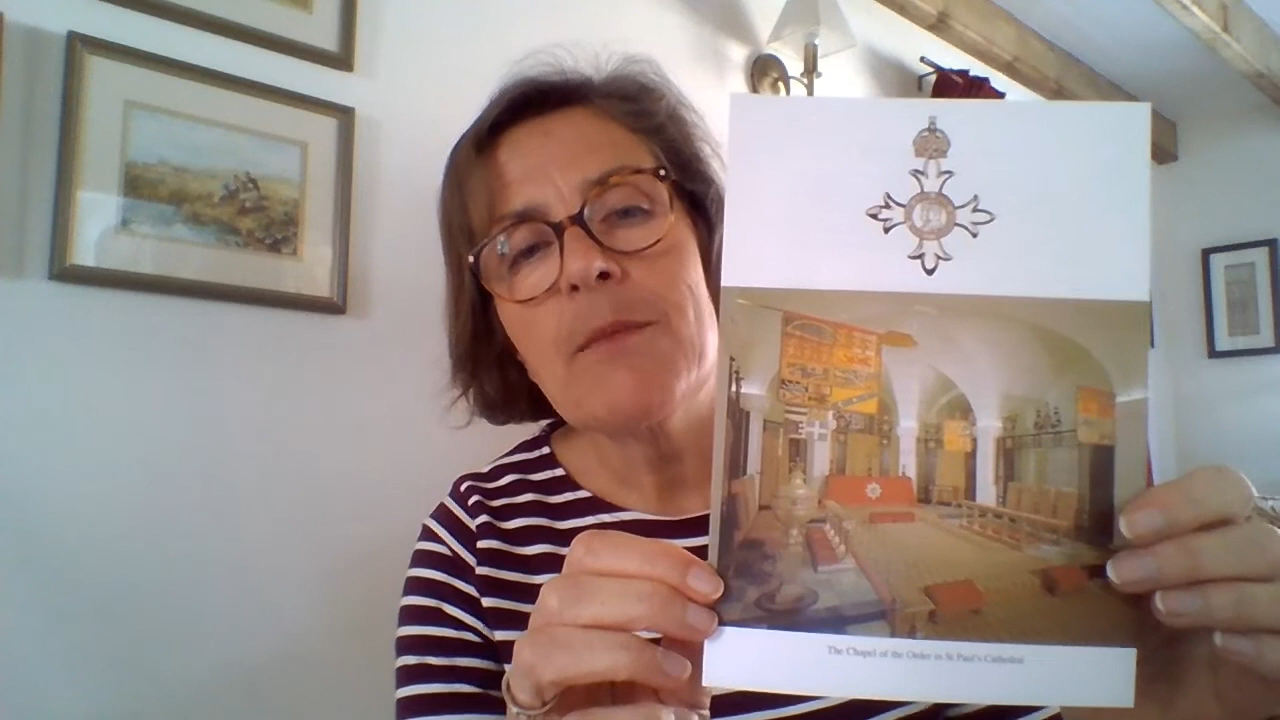 The Chapel of the Order in St Paul's Cathedral